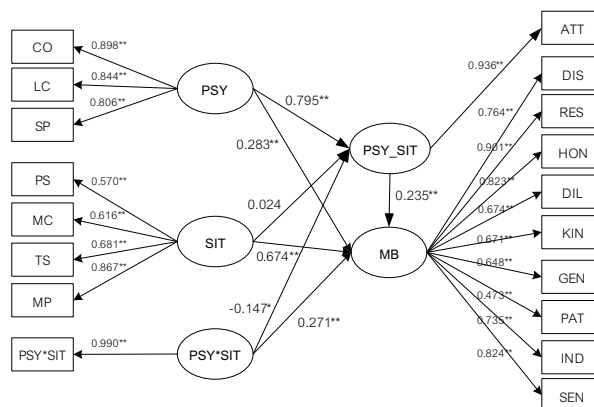 CO
LC
SP
PS
MC
TS
MP
PSY*SIT
0.898**
0.844**
0.806**
0.570**
0.616**
0.681**
0.867**
0.990**
PSY
SIT
PSY*SIT
0.795**
0.283**
0.024
0.674**
-0.147*
0.271**
PSY_SIT
0.235**
MB
0.936**
0.764**
0.901**
0.823**
0.674**
0.671**
0.648**
0.473**
0.735**
0.824**
ATT
DIS
RES
HON
DIL
KIN
GEN
PAT
IND
SEN